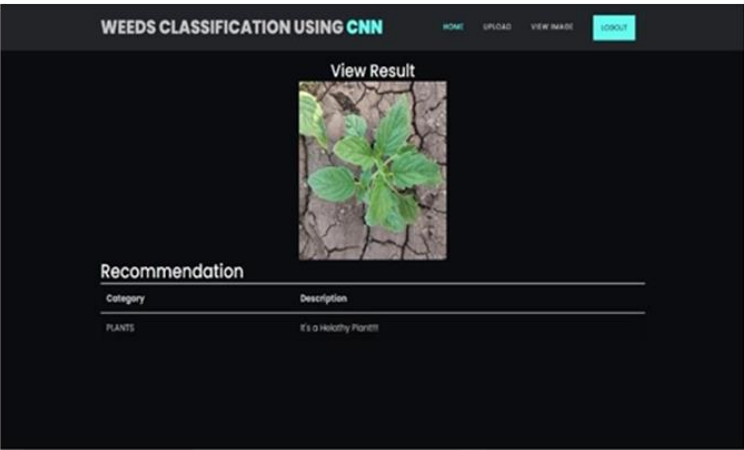 WEEDS CLASSIFICATION USING CNN HOME UPLOAD VIEW IMAGE LOGOUT
View Result
Recommendation
Category Description
PLANTS It's a Helathy Plant!!!